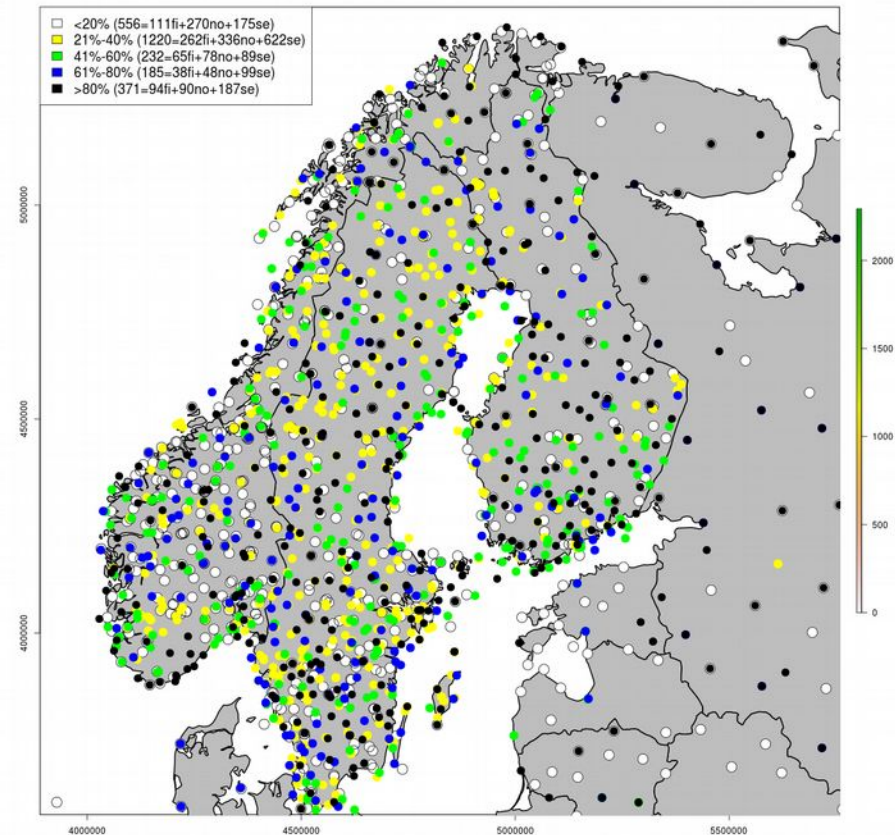 <20% (556=111fi+270no+175se)
21%-40% (1220=262fi+336no+622se)
41%-60% (232=65fi+78no+89se)
61%-80% (185=38fi+48no+99se)
>80% (371=94fi+90no+187se)
5000000
4500000
4000000
2000
1500
1000
500
0
4000000 4500000 5000000 5500000